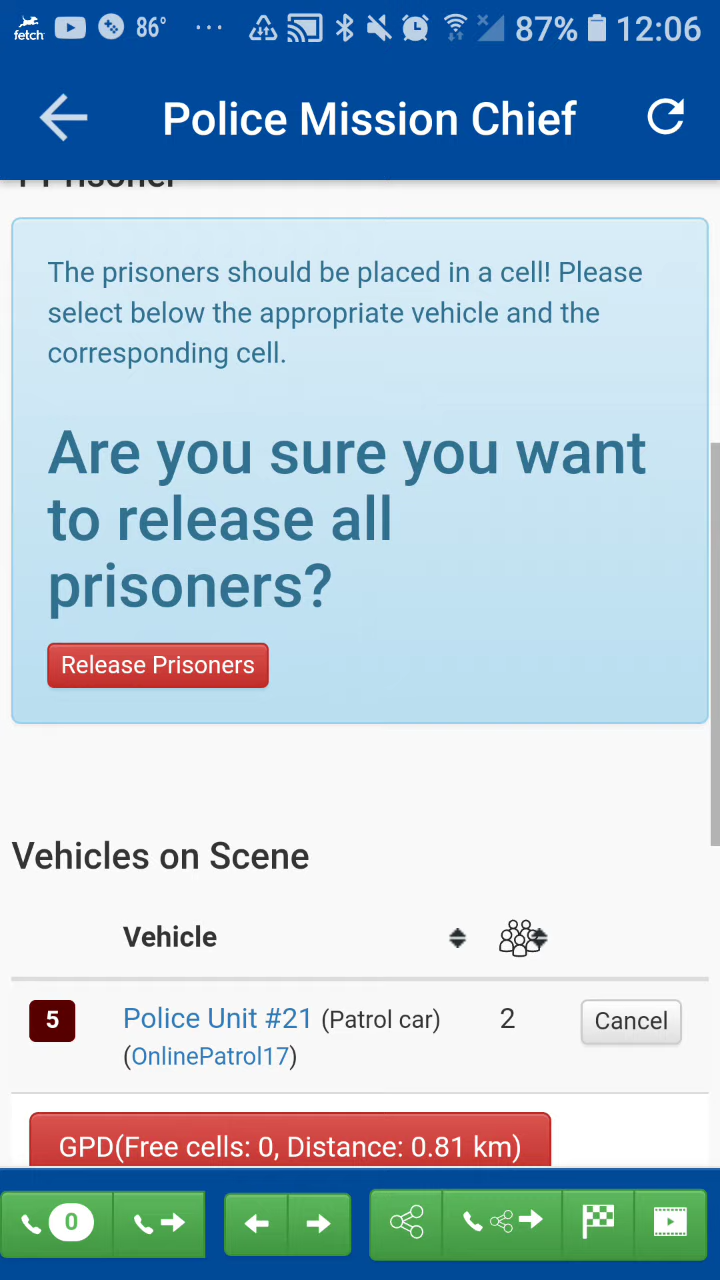 fetch 86° ... 87% 12:06
Police Mission Chief
1 Prisoner
The prisoners should be placed in a cell! Please
select below the appropriate vehicle and the
corresponding cell.
Are you sure you want
to release all
prisoners?
Release Prisoners
Vehicles on Scene
Vehicle
5 Police Unit #21 (Patrol car) 2 Cancel
(OnlinePatrol17)
GPD(Free cells: 0, Distance: 0.81 km)
0